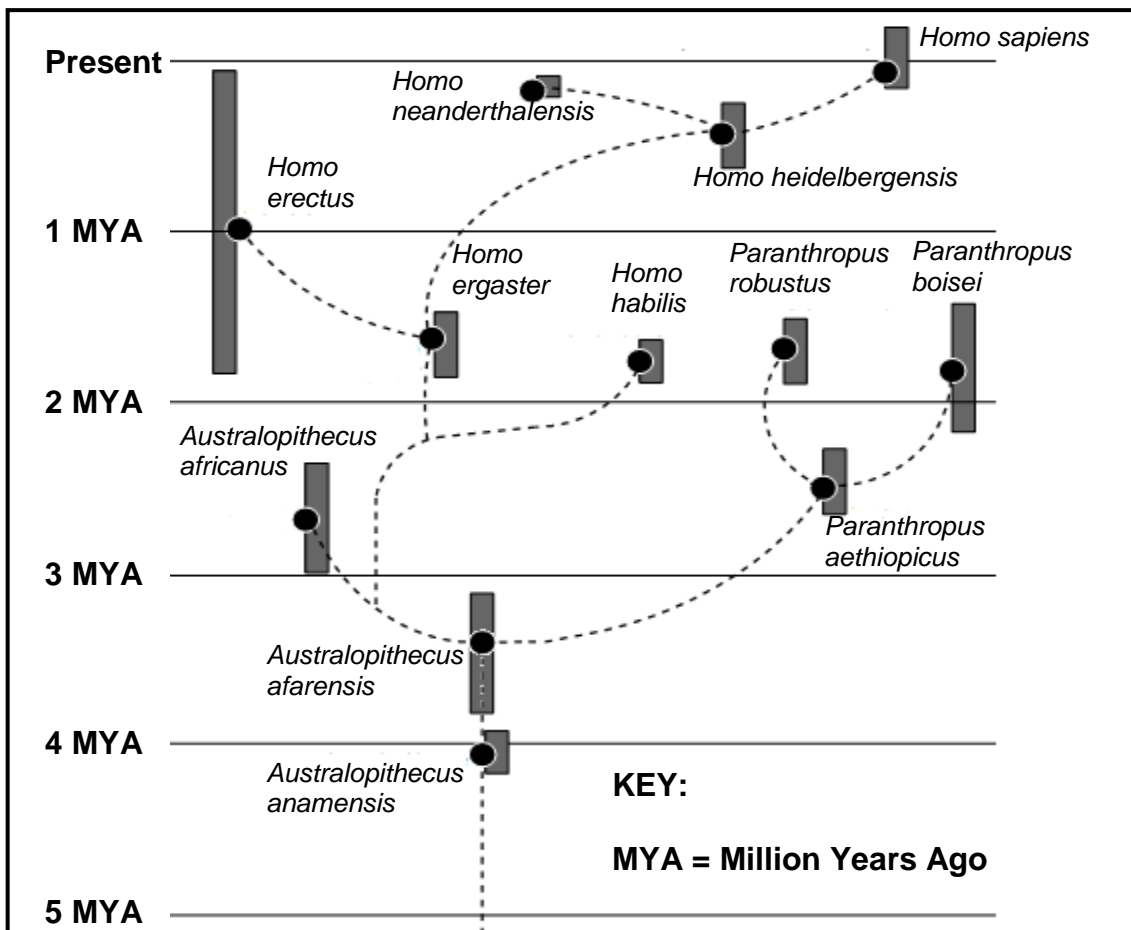 Homo sapiens
Present
Homo
neanderthalensis
Homo
erectus
Homo heidelbergensis
1 MYA
Homo
ergaster
Homo
habilis
Paranthropus
robustus
Paranthropus
boisei
2 MYA
Australopithecus
africanus
Paranthropus
aethiopicus
3 MYA
Australopithecus
afarensis
4 MYA
Australopithecus
anamensis
KEY:
MYA = Million Years Ago
5 MYA